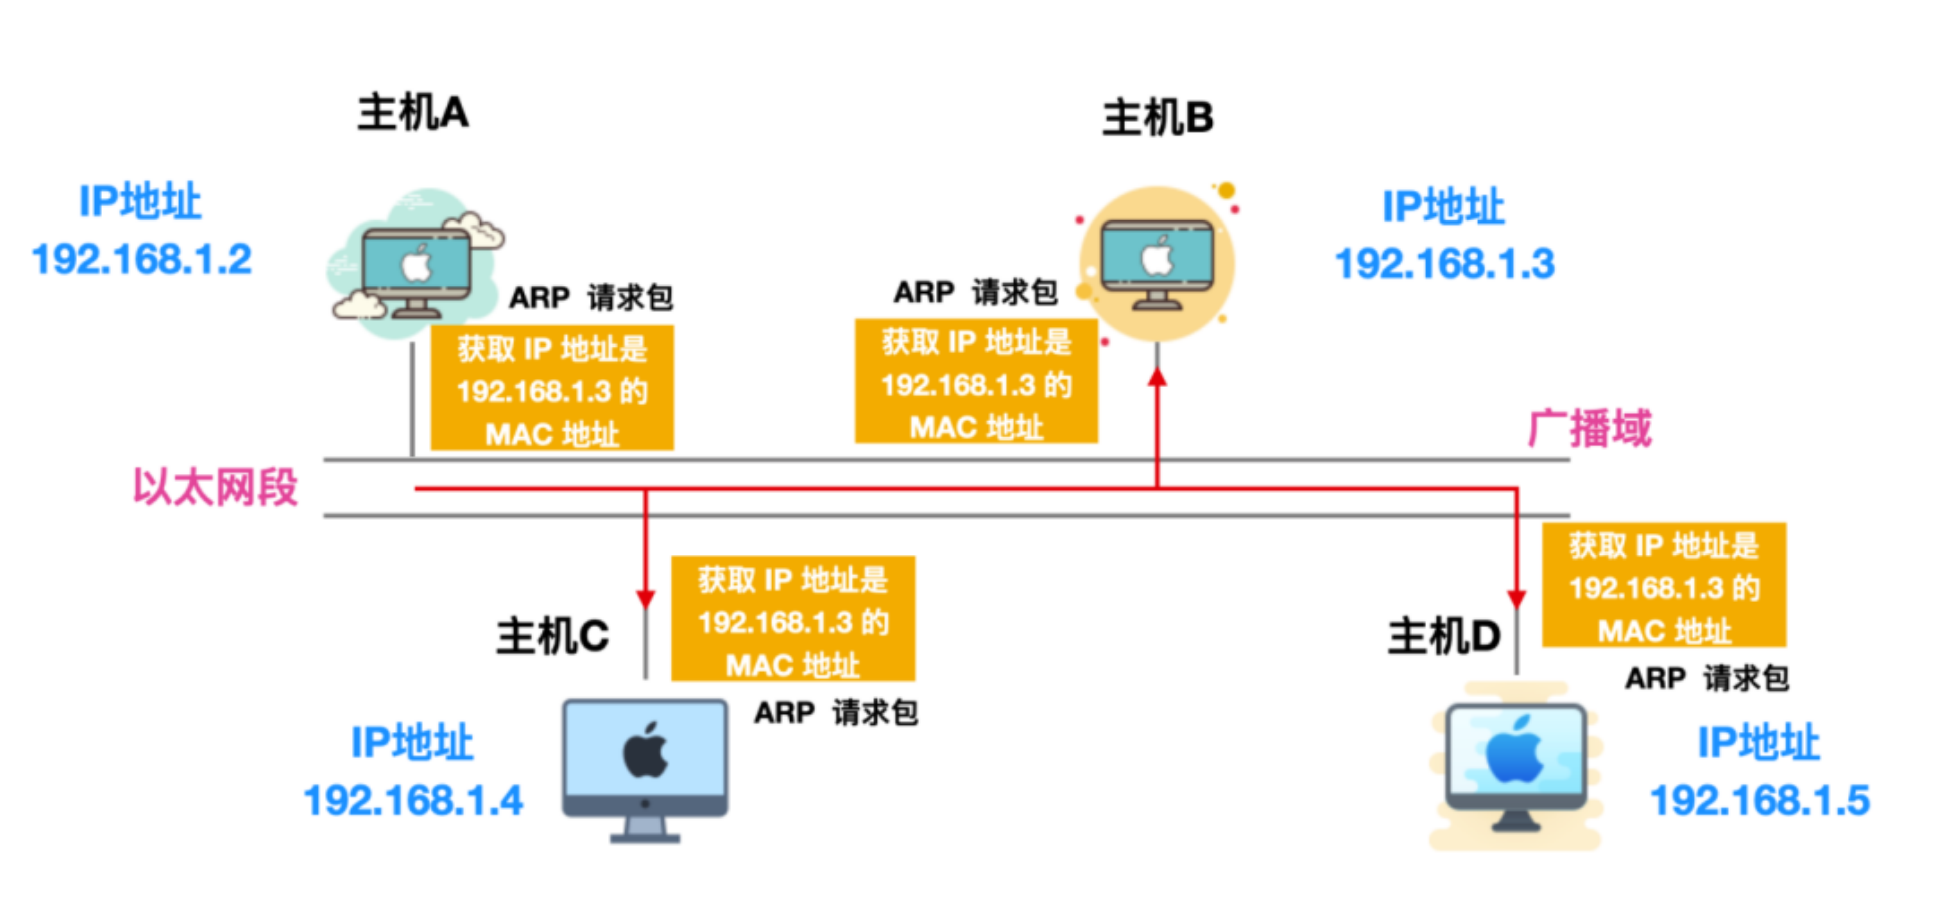 主机A
主机B
IP地址
192.168.1.2
IP地址
192.168.1.3
ARP 请求包
获取 IP 地址是
192.168.1.3 的
MAC 地址
ARP 请求包
获取 IP 地址是
192.168.1.3 的
MAC 地址
广播域
以太网段
主机C
获取 IP 地址是
192.168.1.3 的
MAC 地址
ARP 请求包
IP地址
192.168.1.4
主机D
获取 IP 地址是
192.168.1.3 的
MAC 地址
ARP 请求包
IP地址
192.168.1.5